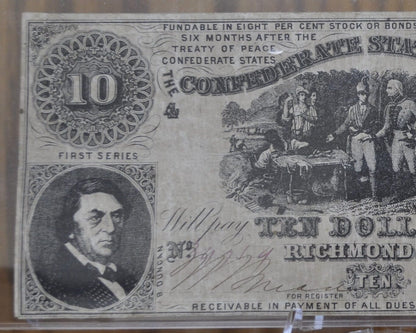 FUNDABLE IN EIGHT PER CENT STOCK OR BONDS
SIX MONTHS AFTER THE
TREATY OF PEACE
CONFEDERATE STATES
THE
CONFEDERATE STA
10
FIRST SERIES
Will pay TEN DOLL
No
RICHMOND
TEN
FOR REGISTER
B. DUNCAN
RECEIVABLE IN PAYMENT OF ALL DUES